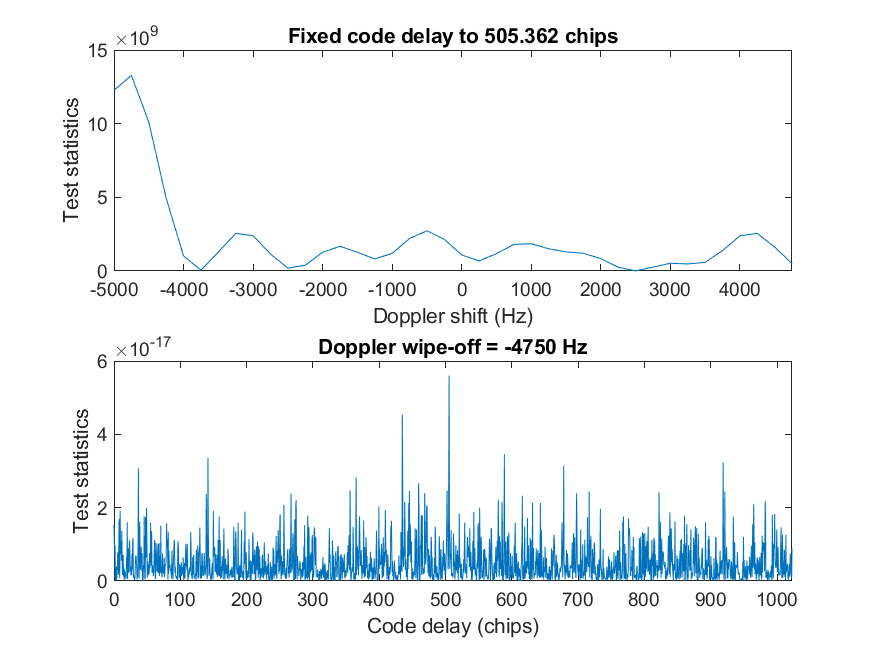 Fixed code delay to 505.362 chips
×10⁹
15
10
5
0
Test statistics
-5000 -4000 -3000 -2000 -1000 0 1000 2000 3000 4000
Doppler shift (Hz)
Doppler wipe-off = -4750 Hz
×10⁻¹⁷
6
4
2
0
Test statistics
0 100 200 300 400 500 600 700 800 900 1000
Code delay (chips)